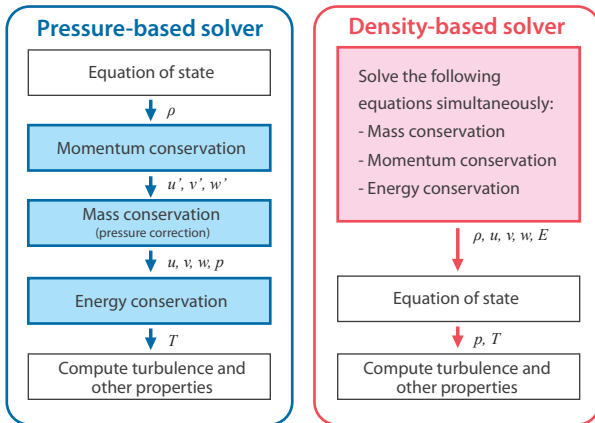 Pressure-based solver
Equation of state
ρ
Momentum conservation
u’, v’, w’
Mass conservation
(pressure correction)
u, v, w, p
Energy conservation
T
Compute turbulence and
other properties
Density-based solver
Solve the following
equations simultaneously:
- Mass conservation
- Momentum conservation
- Energy conservation
ρ, u, v, w, E
Equation of state
p, T
Compute turbulence and
other properties